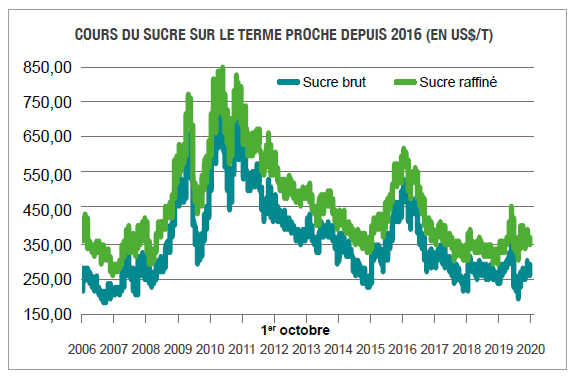 COURS DU SUCRE SUR LE TERME PROCHE DEPUIS 2016 (EN US$/T)
850,00
Sucre brut Sucre raffiné
750,00
650,00
550,00
450,00
350,00
250,00
150,00
1er octobre
2006 2007 2008 2009 2010 2011 2012 2013 2014 2015 2016 2017 2018 2019 2020